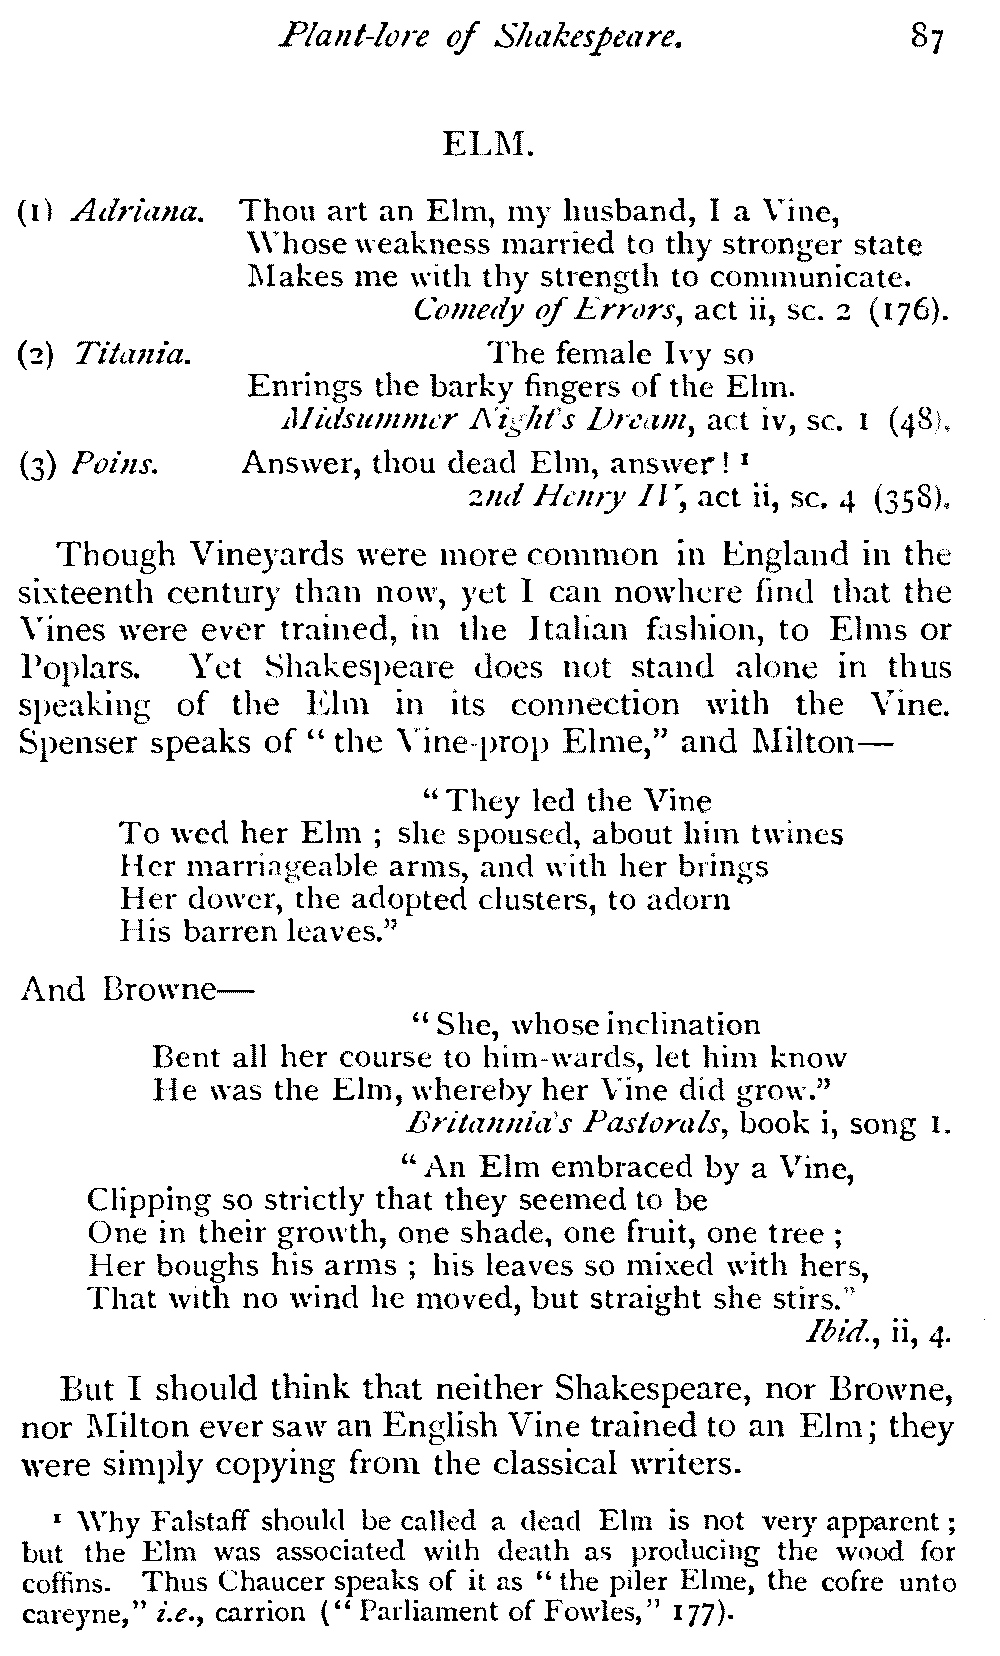 Plant-lore of Shakespeare. 87
ELM.
(1) Adriana. Thou art an Elm, my husband, I a Vine,
Whose weakness married to thy stronger state
Makes me with thy strength to communicate.
Comedy of Errors, act ii, sc. 2 (176).
(2) Titania. The female Ivy so
Enrings the barky fingers of the Elm.
Midsummer Night's Dream, act iv, sc. 1 (48).
(3) Poins. Answer, thou dead Elm, answer! ¹
2nd Henry IV, act ii, sc. 4 (358).
Though Vineyards were more common in England in the
sixteenth century than now, yet I can nowhere find that the
Vines were ever trained, in the Italian fashion, to Elms or
Poplars. Yet Shakespeare does not stand alone in thus
speaking of the Elm in its connection with the Vine.
Spenser speaks of “the Vine-prop Elme,” and Milton—
“They led the Vine
To wed her Elm ; she spoused, about him twines
Her marriageable arms, and with her brings
Her dower, the adopted clusters, to adorn
His barren leaves.”
And Browne—
“She, whose inclination
Bent all her course to him-wards, let him know
He was the Elm, whereby her Vine did grow.”
Britannia's Pastorals, book i, song 1.
“An Elm embraced by a Vine,
Clipping so strictly that they seemed to be
One in their growth, one shade, one fruit, one tree ;
Her boughs his arms ; his leaves so mixed with hers,
That with no wind he moved, but straight she stirs.”
Ibid., ii, 4.
But I should think that neither Shakespeare, nor Browne,
nor Milton ever saw an English Vine trained to an Elm; they
were simply copying from the classical writers.
¹ Why Falstaff should be called a dead Elm is not very apparent ;
but the Elm was associated with death as producing the wood for
coffins. Thus Chaucer speaks of it as “the piler Elme, the cofre unto
careyne,” i.e., carrion (“Parliament of Fowles,” 177).